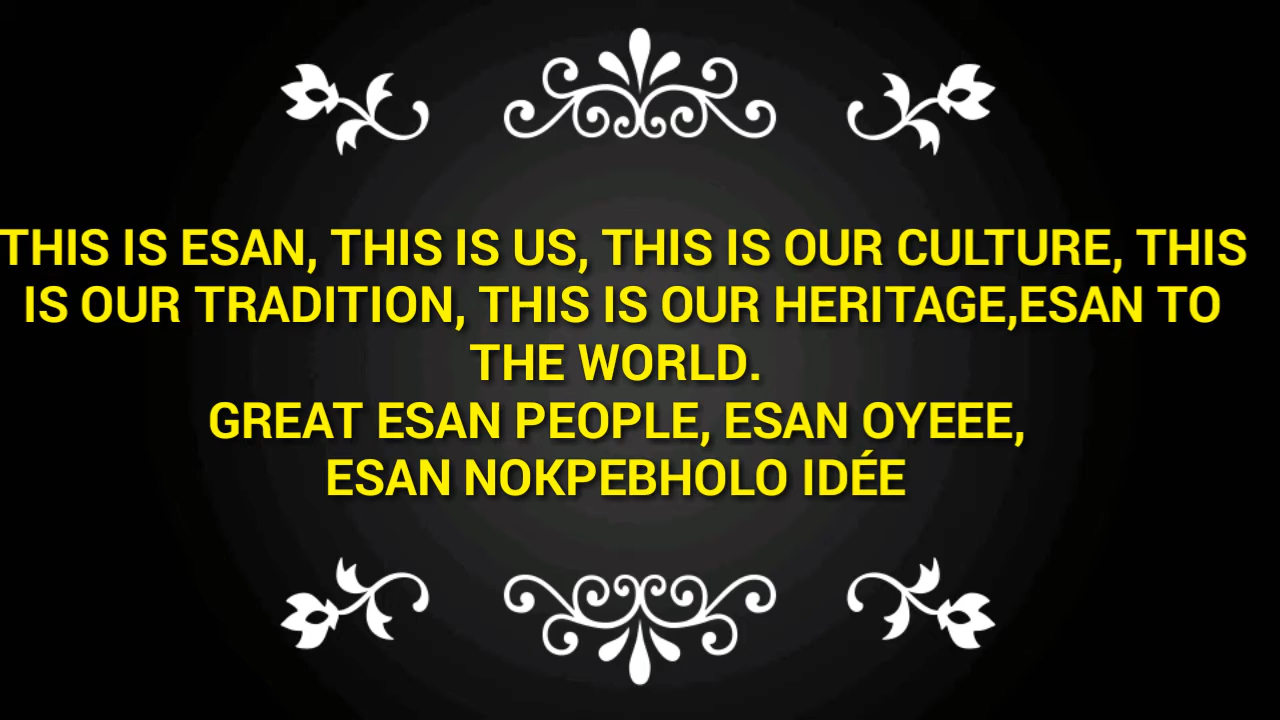 THIS IS ESAN, THIS IS US, THIS IS OUR CULTURE, THIS
IS OUR TRADITION, THIS IS OUR HERITAGE,ESAN TO
THE WORLD.
GREAT ESAN PEOPLE, ESAN OYEEE,
ESAN NOKPEBHOLO IDÉE